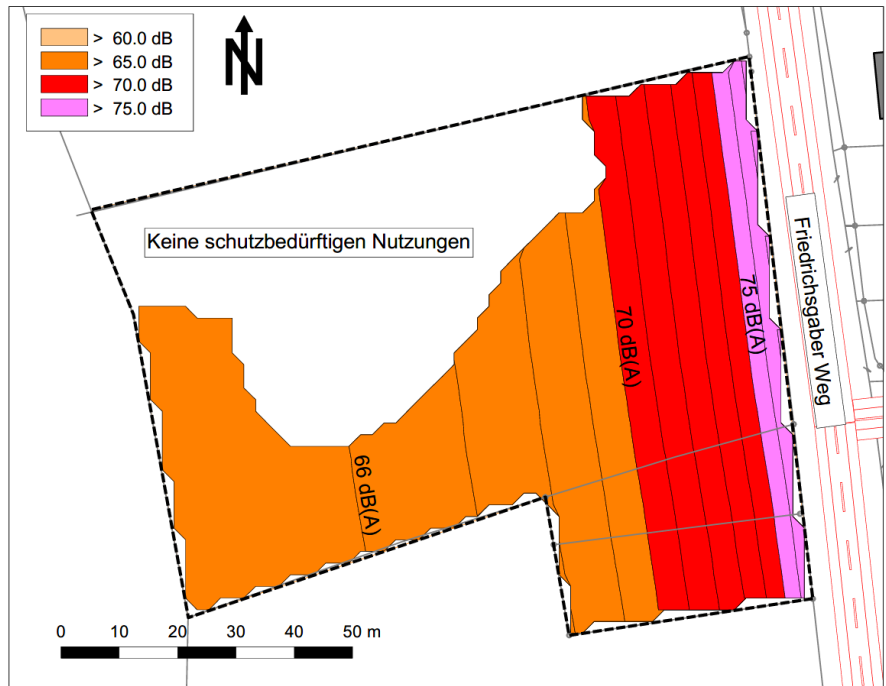 > 60.0 dB
> 65.0 dB
> 70.0 dB
> 75.0 dB
N
Keine schutzbedürftigen Nutzungen
Friedrichsgaber Weg
75 dB(A)
70 dB(A)
66 dB(A)
0 10 20 30 40 50 m